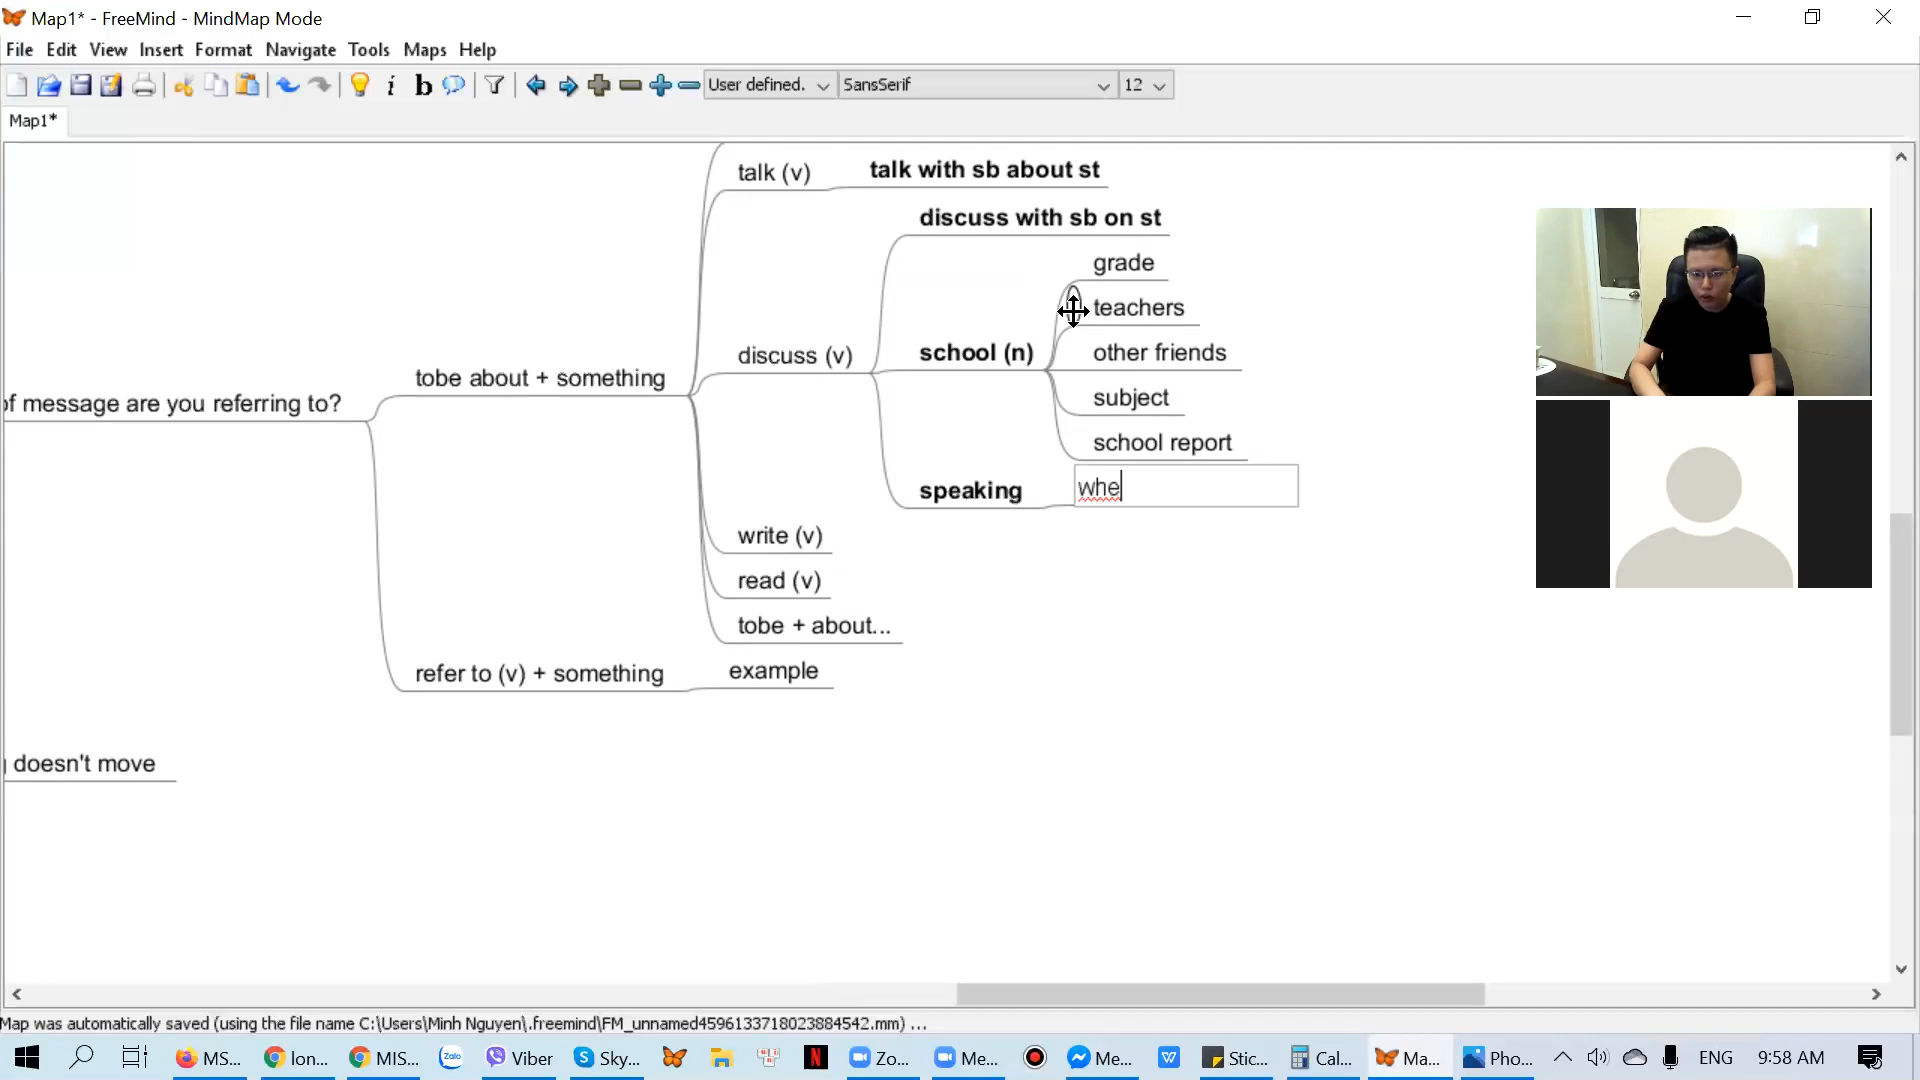 Map1* - FreeMind - MindMap Mode
File Edit View Insert Format Navigate Tools Maps Help
User defined. SansSerif 12
Map1*
talk (v)
talk with sb about st
discuss with sb on st
grade
teachers
school (n)
other friends
discuss (v)
subject
tobe about + something
of message are you referring to?
school report
speaking
whe
write (v)
read (v)
tobe + about...
refer to (v) + something
example
doesn't move
Map was automatically saved (using the file name C:\Users\Minh Nguyen\.freemind\FM_unnamed4596133718023884542.mm) ...
MS... lon... MIS... Zalo Viber Sky... N Zo... Me... Me... W Stic... Cal... Ma... Pho... ENG 9:58 AM